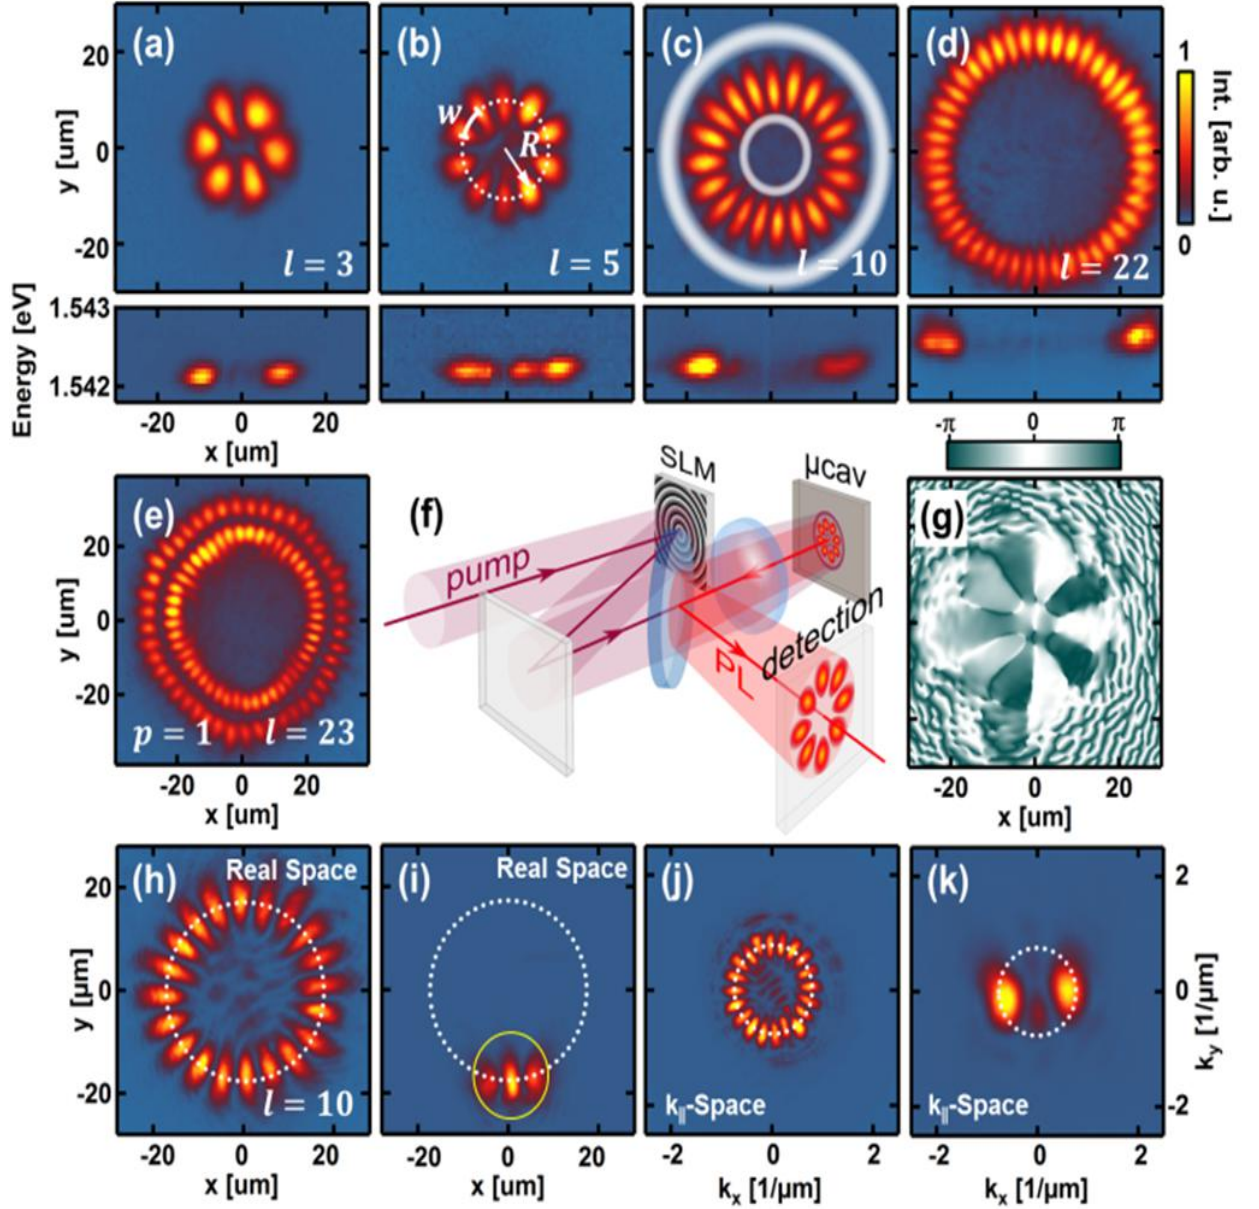 (a)
(b)
(c)
(d)
20
0
-20
y [um]
w
R
l = 3
l = 5
l = 10
l = 22
1
0
Int. [arb. u.]
Energy [eV]
1.543
1.542
-20 0 20
x [um]
-π 0 π
(e)
20
0
-20
y [um]
p = 1 l = 23
-20 0 20
x [um]
(f)
SLM
μcav
pump
PL
detection
(g)
-20 0 20
x [um]
(h)
Real Space
20
0
-20
y [μm]
l = 10
-20 0 20
x [um]
(i)
Real Space
-20 0 20
x [um]
(j)
k||-Space
-2 0 2
kx [1/μm]
(k)
k||-Space
2
0
-2
ky [1/μm]
-2 0 2
kx [1/μm]